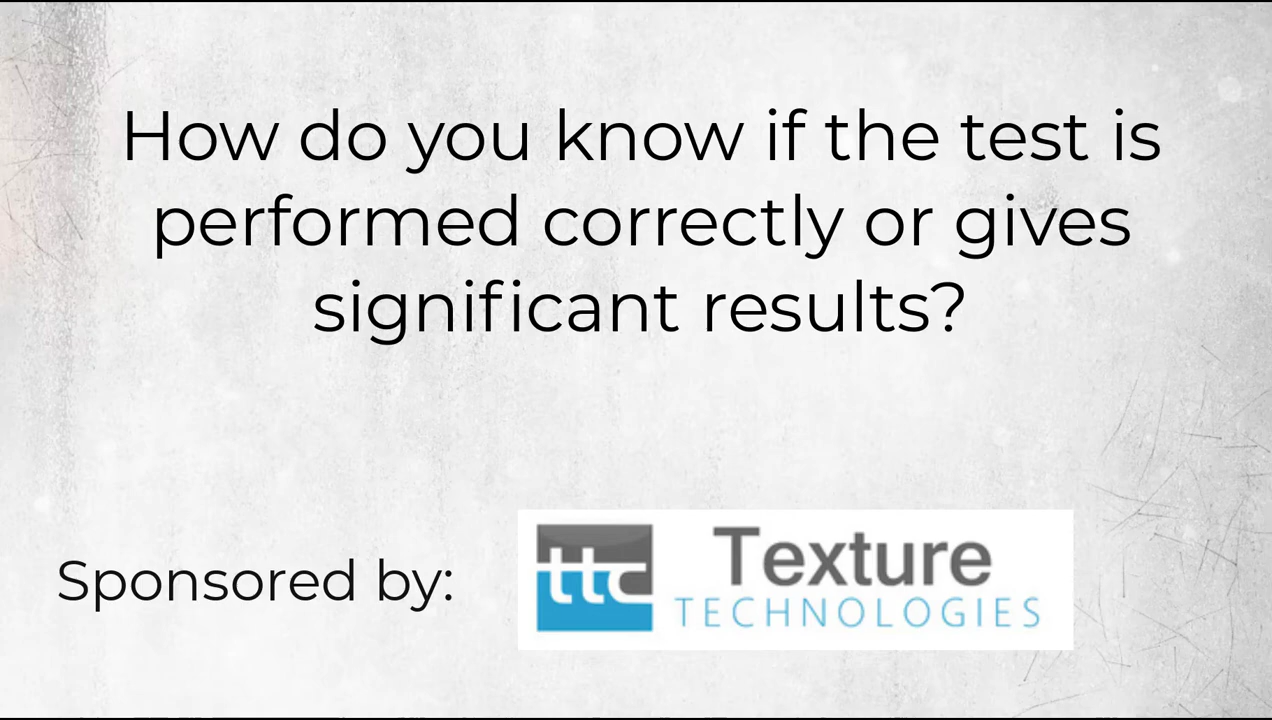 How do you know if the test is
performed correctly or gives
significant results?
Sponsored by:
ttc
Texture
TECHNOLOGIES